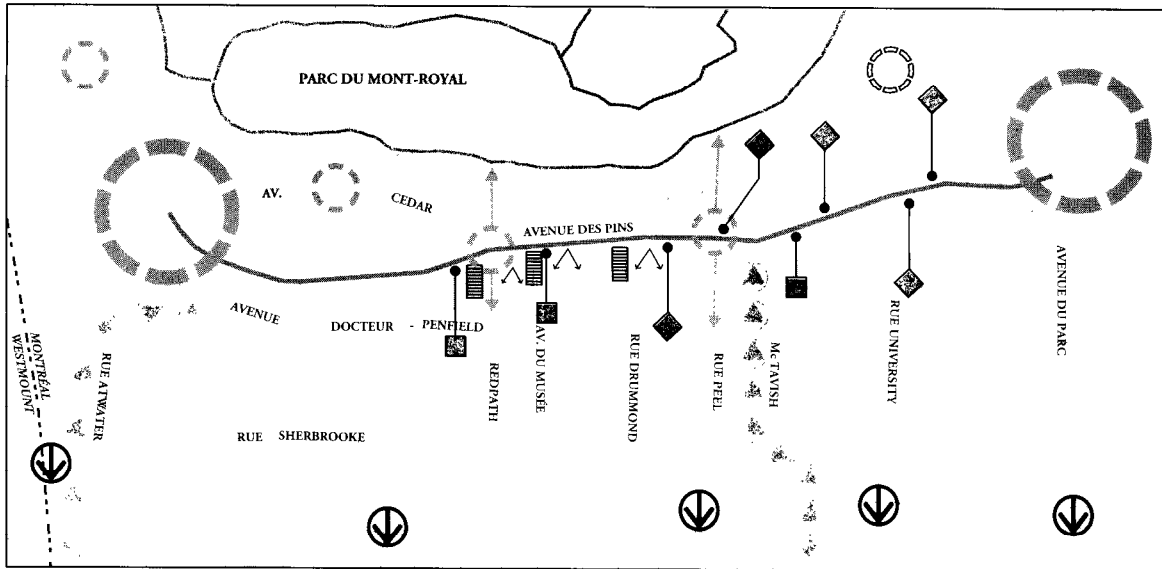 PARC DU MONT-ROYAL
AV. CEDAR
AVENUE DES PINS
AVENUE DOCTEUR - PENFIELD
MONTRÉAL
WESTMOUNT
RUE ATWATER
REDPATH
AV. DU MUSÉE
RUE DRUMMOND
RUE PEEL
Mc TAVISH
RUE UNIVERSITY
AVENUE DU PARC
RUE SHERBROOKE